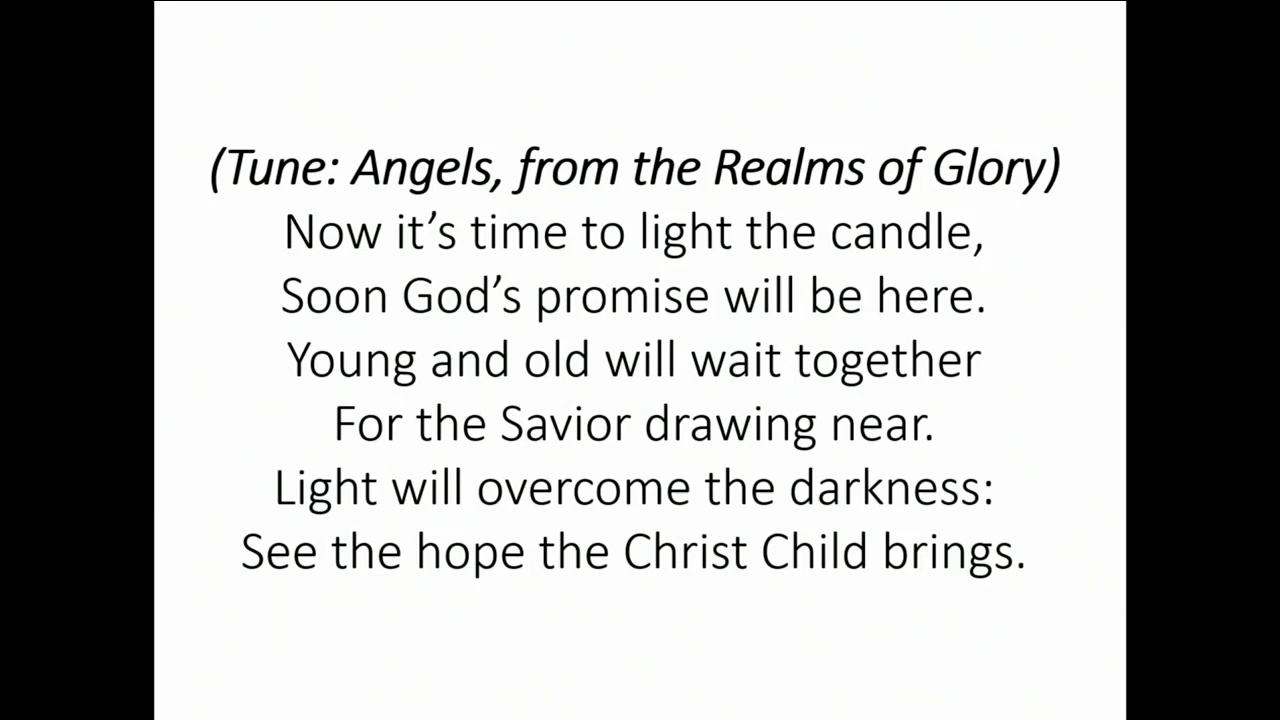 (Tune: Angels, from the Realms of Glory)
Now it’s time to light the candle,
Soon God’s promise will be here.
Young and old will wait together
For the Savior drawing near.
Light will overcome the darkness:
See the hope the Christ Child brings.